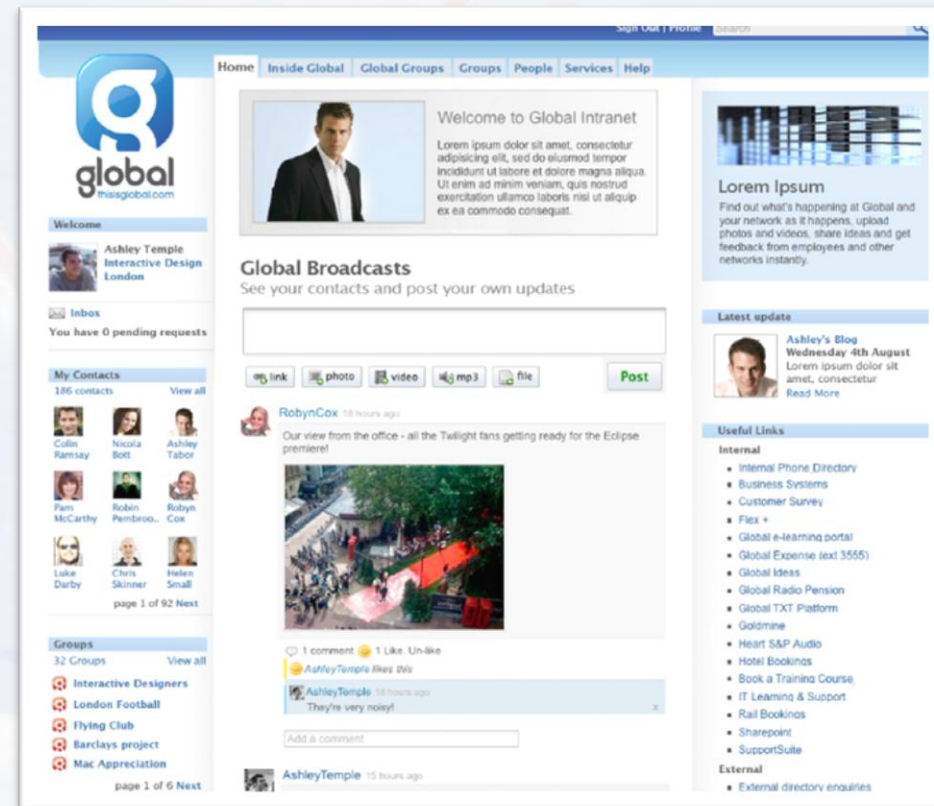 Sign Out | Profile
Search
Home
Inside Global
Global Groups
Groups
People
Services
Help
g
global
thisisglobal.com
Welcome
Ashley Temple
Interactive Design
London
Inbox
You have 0 pending requests
My Contacts
186 contacts
View all
Colin
Ramsay
Nicola
Bott
Ashley
Tabor
Pam
McCarthy
Robin
Pembroo..
Robyn
Cox
Luke
Darby
Chris
Skinner
Helen
Small
page 1 of 92 Next
Groups
32 Groups
View all
Interactive Designers
London Football
Flying Club
Barclays project
Mac Appreciation
page 1 of 6 Next
Welcome to Global Intranet
Lorem ipsum dolor sit amet, consectetur
adipisicing elit, sed do eiusmod tempor
incididunt ut labore et dolore magna aliqua.
Ut enim ad minim veniam, quis nostrud
exercitation ullamco laboris nisi ut aliquip
ex ea commodo consequat.
Global Broadcasts
See your contacts and post your own updates
link
photo
video
mp3
file
Post
RobynCox 18 hours ago
Our view from the office - all the Twilight fans getting ready for the Eclipse
premiere!
1 comment 1 Like. Un-like
AshleyTemple likes this
AshleyTemple 18 hours ago
They're very noisy!
x
Add a comment
AshleyTemple 15 hours ago
Lorem Ipsum
Find out what's happening at Global and
your network as it happens, upload
photos and videos, share ideas and get
feedback from employees and other
networks instantly.
Latest update
Ashley's Blog
Wednesday 4th August
Lorem ipsum dolor sit
amet, consectetur
Read More
Useful Links
Internal
Internal Phone Directory
Business Systems
Customer Survey
Flex +
Global e-learning portal
Global Expense (ext 3555)
Global Ideas
Global Radio Pension
Global TXT Platform
Goldmine
Heart S&P Audio
Hotel Bookings
Book a Training Course
IT Learning & Support
Rail Bookings
Sharepoint
SupportSuite
External
External directory enquiries